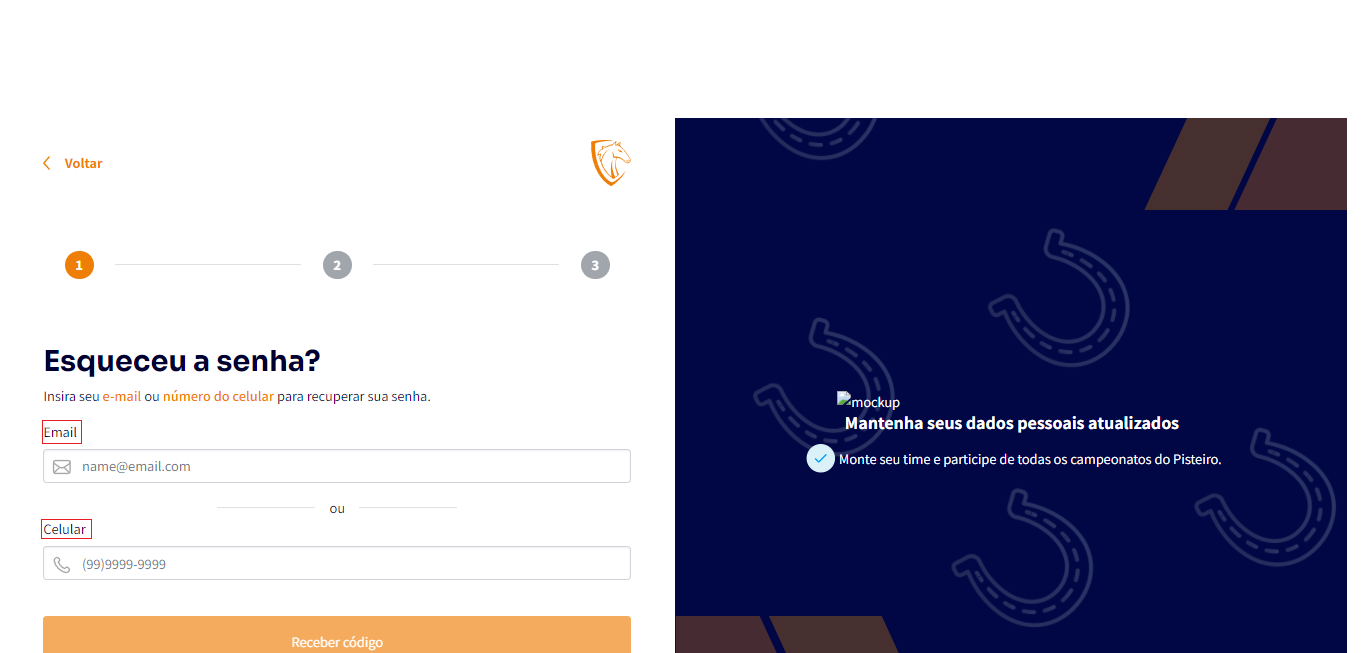 Voltar
1
2
3
Esqueceu a senha?
Insira seu e-mail ou número do celular para recuperar sua senha.
Email
name@email.com
ou
Celular
(99)9999-9999
Receber código
mockup
Mantenha seus dados pessoais atualizados
Monte seu time e participe de todas os campeonatos do Pisteiro.